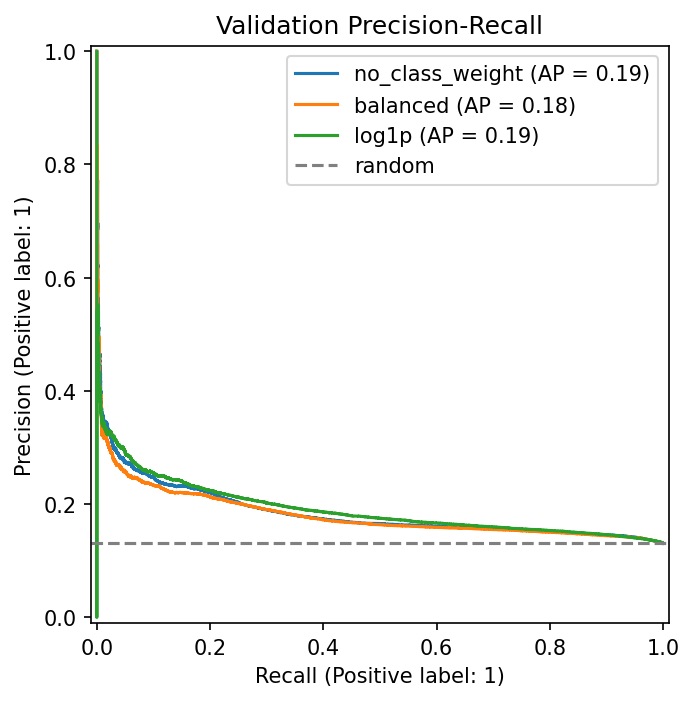 Validation Precision-Recall
1.0
0.8
0.6
0.4
0.2
0.0
Precision (Positive label: 1)
no_class_weight (AP = 0.19)
balanced (AP = 0.18)
log1p (AP = 0.19)
random
0.0 0.2 0.4 0.6 0.8 1.0
Recall (Positive label: 1)